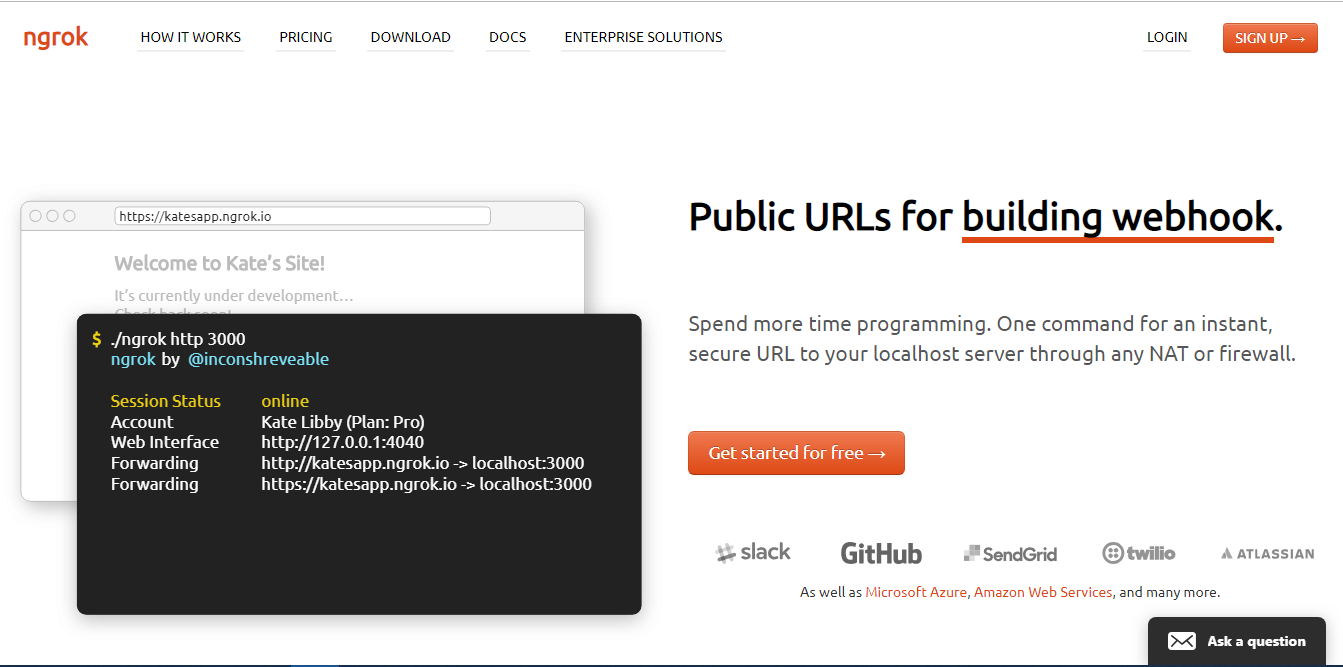 ngrok
HOW IT WORKS
PRICING
DOWNLOAD
DOCS
ENTERPRISE SOLUTIONS
LOGIN
SIGN UP →
https://katesapp.ngrok.io
Welcome to Kate's Site!
It's currently under development...
Check back soon!
$ ./ngrok http 3000
ngrok by @inconshreveable
Session Status online
Account Kate Libby (Plan: Pro)
Web Interface http://127.0.0.1:4040
Forwarding http://katesapp.ngrok.io -> localhost:3000
Forwarding https://katesapp.ngrok.io -> localhost:3000
Public URLs for building webhook.
Spend more time programming. One command for an instant,
secure URL to your localhost server through any NAT or firewall.
Get started for free →
slack
GitHub
SendGrid
twilio
ATLASSIAN
As well as Microsoft Azure, Amazon Web Services, and many more.
Ask a question